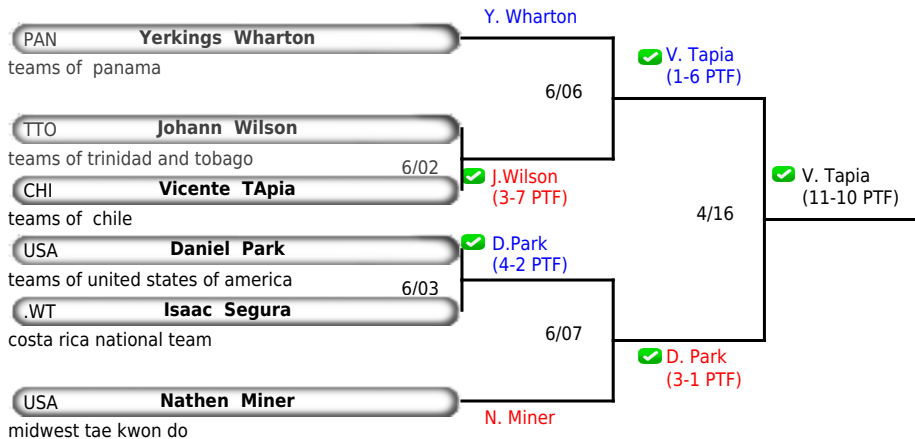 Y. Wharton
PAN Yerkings Wharton
teams of panama
V. Tapia
(1-6 PTF)
6/06
TTO Johann Wilson
teams of trinidad and tobago
6/02
J.Wilson
(3-7 PTF)
CHI Vicente TApia
teams of chile
V. Tapia
(11-10 PTF)
4/16
USA Daniel Park
teams of united states of america
D.Park
(4-2 PTF)
6/03
.WT Isaac Segura
costa rica national team
6/07
D. Park
(3-1 PTF)
USA Nathen Miner
midwest tae kwon do
N. Miner